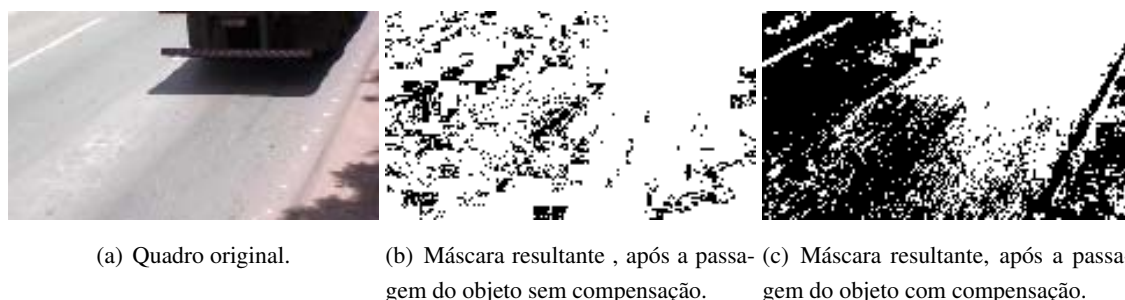 (a) Quadro original.
(b) Máscara resultante , após a passa-
gem do objeto sem compensação.
(c) Máscara resultante, após a passa-
gem do objeto com compensação.